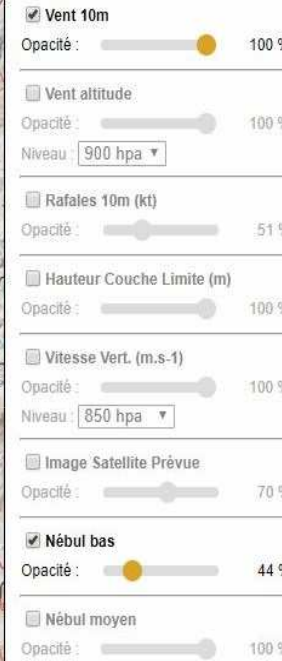 Vent 10m
Opacité : 100 %
Vent altitude
Opacité : 100 %
Niveau : 900 hpa
Rafales 10m (kt)
Opacité : 51 %
Hauteur Couche Limite (m)
Opacité : 100 %
Vitesse Vert. (m.s-1)
Opacité : 100 %
Niveau : 850 hpa
Image Satellite Prévue
Opacité : 70 %
Nébul bas
Opacité : 44 %
Nébul moyen
Opacité : 100 %